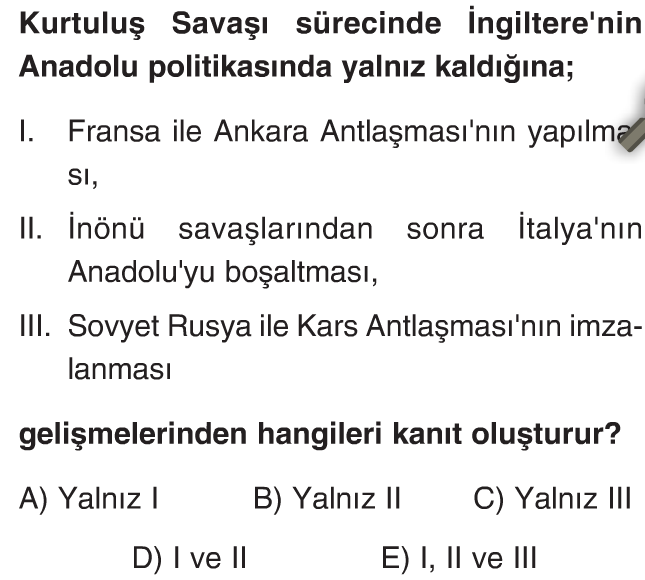 Kurtuluş Savaşı sürecinde İngiltere'nin
Anadolu politikasında yalnız kaldığına;
I. Fransa ile Ankara Antlaşması'nın yapılma-
sı,
II. İnönü savaşlarından sonra İtalya'nın
Anadolu'yu boşaltması,
III. Sovyet Rusya ile Kars Antlaşması'nın imza-
lanması
gelişmelerinden hangileri kanıt oluşturur?
A) Yalnız I B) Yalnız II C) Yalnız III
D) I ve II E) I, II ve III